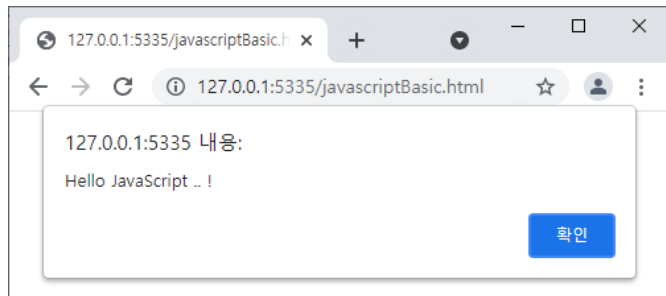 127.0.0.1:5335/javascriptBasic.h
127.0.0.1:5335/javascriptBasic.html
127.0.0.1:5335 내용:
Hello JavaScript .. !
확인